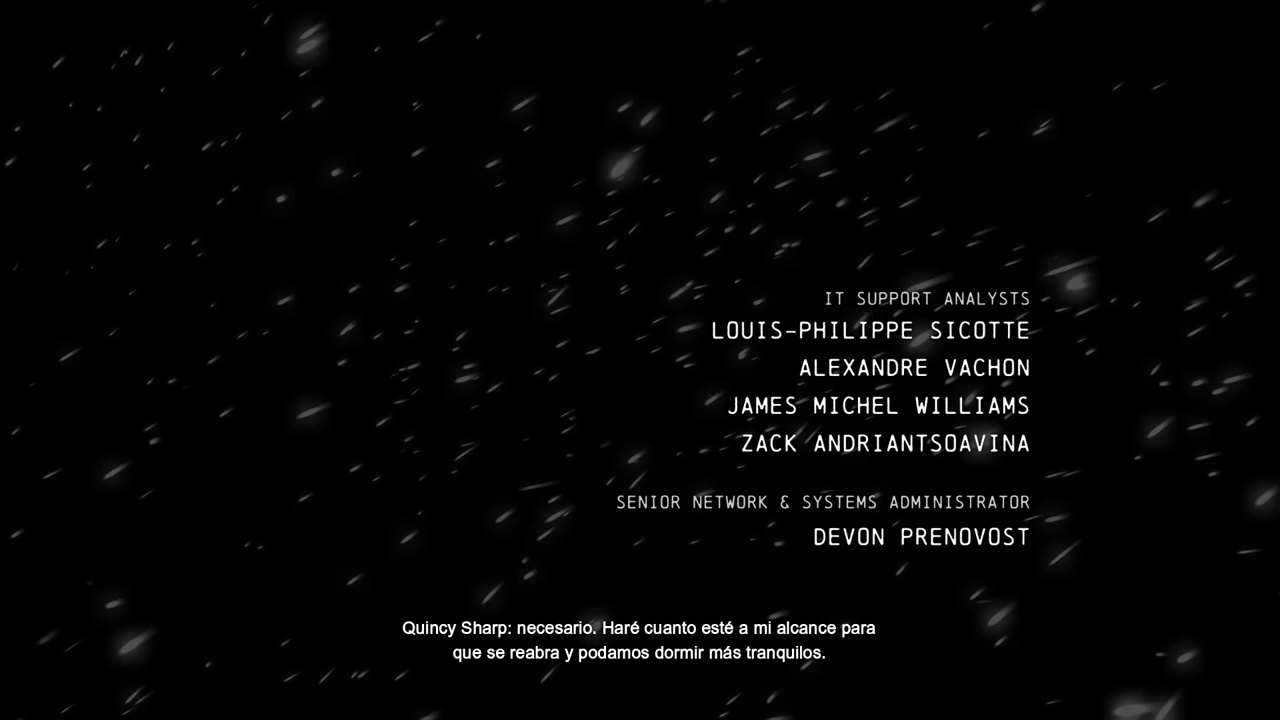 IT SUPPORT ANALYSTS
LOUIS-PHILIPPE SICOTTE
ALEXANDRE VACHON
JAMES MICHEL WILLIAMS
ZACK ANDRIANTSOAVINA
SENIOR NETWORK & SYSTEMS ADMINISTRATOR
DEVON PRENOVOST
Quincy Sharp: necesario. Haré cuanto esté a mi alcance para
que se reabra y podamos dormir más tranquilos.